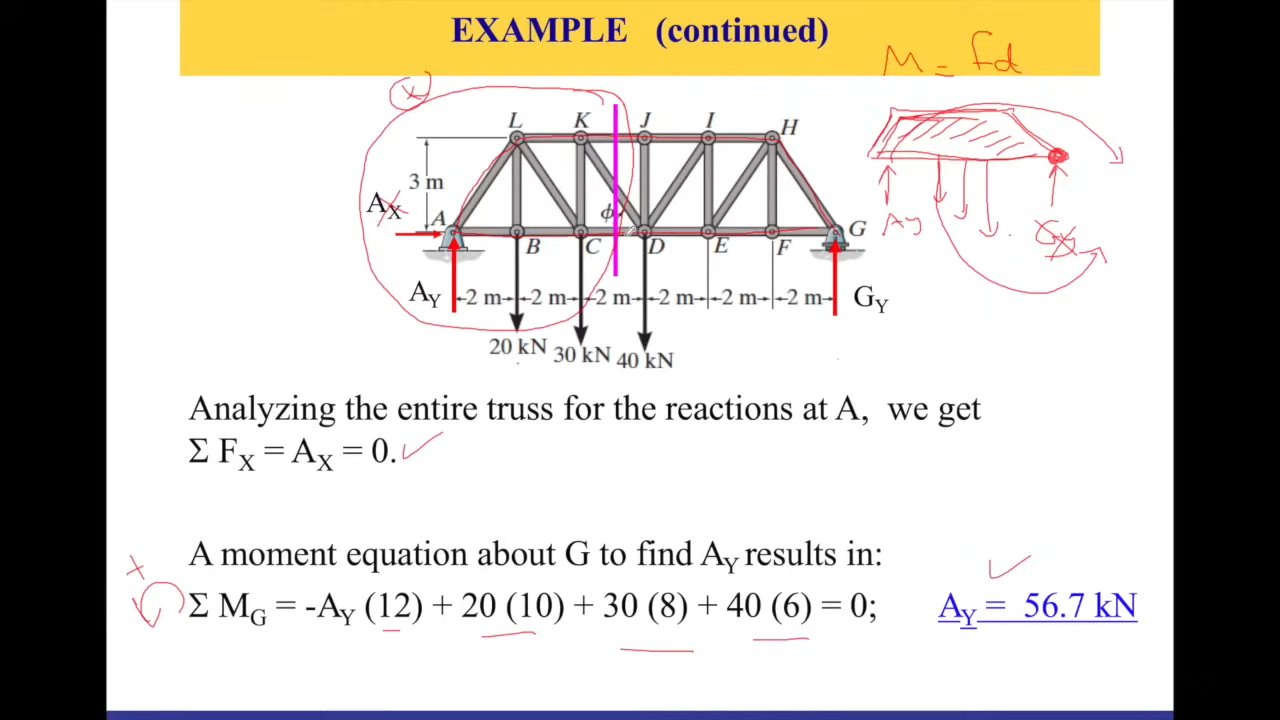 EXAMPLE (continued)
M = Fd
x
L K J I H
3 m
AX
A
ϕ
B C D E F G
AY
2 m 2 m 2 m 2 m 2 m 2 m
GY
20 kN 30 kN 40 kN
Ay
Analyzing the entire truss for the reactions at A, we get
Σ FX = AX = 0.
A moment equation about G to find AY results in:
+
Σ MG = -AY (12) + 20 (10) + 30 (8) + 40 (6) = 0; AY = 56.7 kN